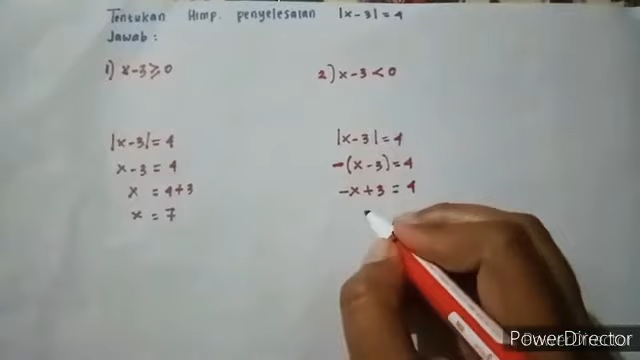 Tentukan Himp. penyelesaian |x-3| = 4
Jawab :
1) x-3 ≥ 0
|x-3| = 4
x-3 = 4
x = 4+3
x = 7
2) x-3 < 0
|x-3| = 4
-(x-3) = 4
-x+3 = 4
PowerDirector